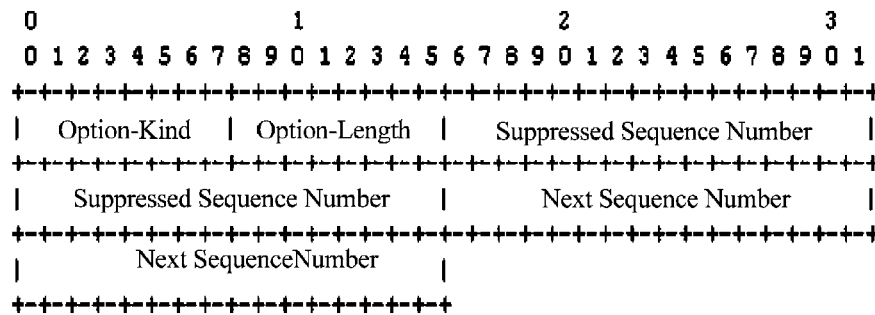 0 1 2 3
0 1 2 3 4 5 6 7 8 9 0 1 2 3 4 5 6 7 8 9 0 1 2 3 4 5 6 7 8 9 0 1
+-+-+-+-+-+-+-+-+-+-+-+-+-+-+-+-+-+-+-+-+-+-+-+-+-+-+-+-+-+-+-+-+
| Option-Kind | Option-Length | Suppressed Sequence Number |
+-+-+-+-+-+-+-+-+-+-+-+-+-+-+-+-+-+-+-+-+-+-+-+-+-+-+-+-+-+-+-+-+
| Suppressed Sequence Number | Next Sequence Number |
+-+-+-+-+-+-+-+-+-+-+-+-+-+-+-+-+-+-+-+-+-+-+-+-+-+-+-+-+-+-+-+-+
| Next SequenceNumber |
+-+-+-+-+-+-+-+-+-+-+-+-+-+-+-+-+